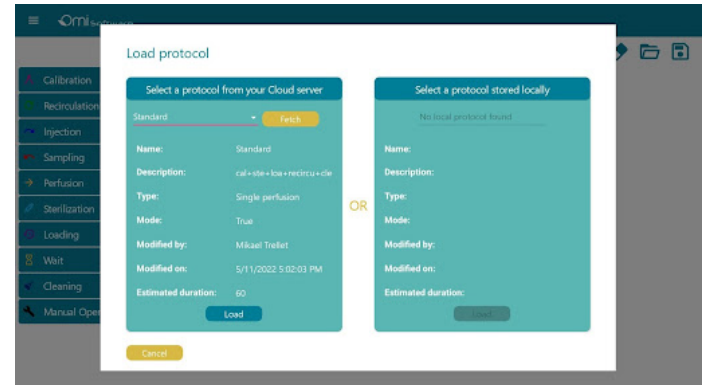 Omi Software
Load protocol
Calibration
Recirculation
Injection
Sampling
Perfusion
Sterilization
Loading
Wait
Cleaning
Manual Oper
Select a protocol from your Cloud server
Standard
Fetch
Name: Standard
Description: cal+ste+loa+recircu+cle
Type: Single perfusion
Mode: True
Modified by: Mikael Trellet
Modified on: 5/11/2022 5:02:03 PM
Estimated duration: 60
Load
OR
Select a protocol stored locally
No local protocol found
Name:
Description:
Type:
Mode:
Modified by:
Modified on:
Estimated duration:
Load
Cancel